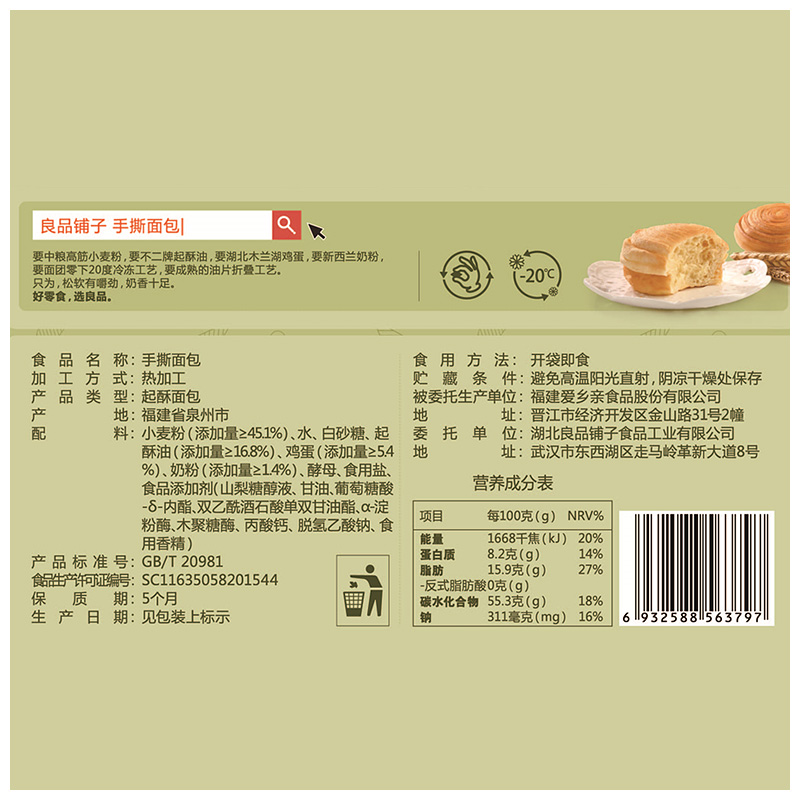 良品铺子 手撕面包
要中粮高筋小麦粉，要不二牌起酥油，要湖北木兰湖鸡蛋，要新西兰奶粉，
要面团零下20度冷冻工艺，要成熟的油片折叠工艺。
只为，松软有嚼劲，奶香十足。
好零食，选良品。
-20℃
食品名称：手撕面包
加工方式：热加工
产品类型：起酥面包
产地：福建省泉州市
配料：小麦粉（添加量≥45.1%）、水、白砂糖、起
酥油（添加量≥16.8%）、鸡蛋（添加量≥5.4
%）、奶粉（添加量≥1.4%）、酵母、食用盐、
食品添加剂(山梨糖醇液、甘油、葡萄糖酸
-δ-内酯、双乙酰酒石酸单双甘油酯、α-淀
粉酶、木聚糖酶、丙酸钙、脱氢乙酸钠、食
用香精）
产品标准号：GB/T 20981
食品生产许可证编号：SC11635058201544
保质期：5个月
生产日期：见包装上标示
食用方法：开袋即食
贮藏条件：避免高温阳光直射，阴凉干燥处保存
被委托生产单位：福建爱乡亲食品股份有限公司
地址：晋江市经济开发区金山路31号2幢
委托单位：湖北良品铺子食品工业有限公司
地址：武汉市东西湖区走马岭革新大道8号
营养成分表
项目 每100克(g) NRV%
能量 1668千焦(kJ) 20%
蛋白质 8.2克(g) 14%
脂肪 15.9克(g) 27%
-反式脂肪酸0克(g)
碳水化合物 55.3克(g) 18%
钠 311毫克(mg) 16%
6 932588 563797